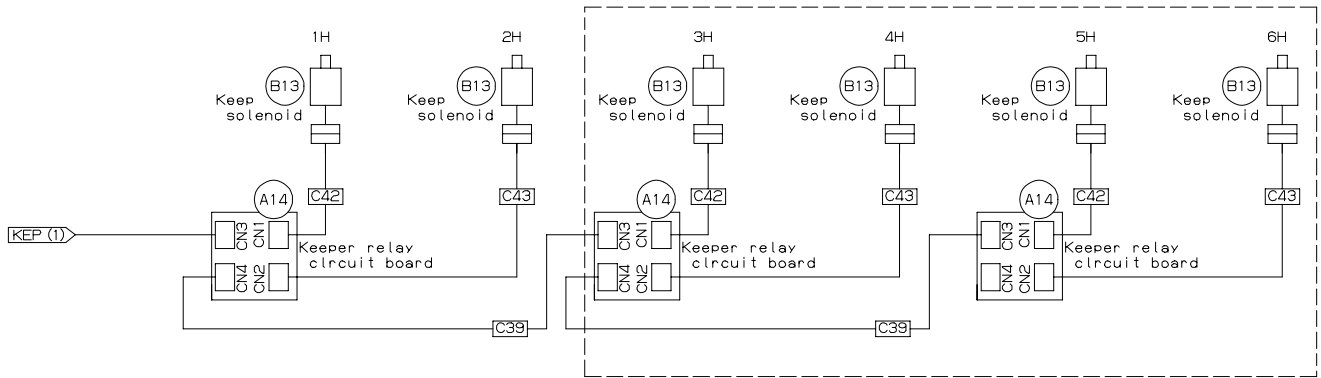 1H 2H 3H 4H 5H 6H
B13 B13 B13 B13 B13 B13
Keep Keep Keep Keep Keep Keep
solenoid solenoid solenoid solenoid solenoid solenoid
C42 C43 C42 C43 C42 C43
A14 A14 A14
KEP (1)
CN3 CN1 CN3 CN1 CN3 CN1
Keeper relay Keeper relay Keeper relay
circuit board circuit board circuit board
CN4 CN2 CN4 CN2 CN4 CN2
C39 C39